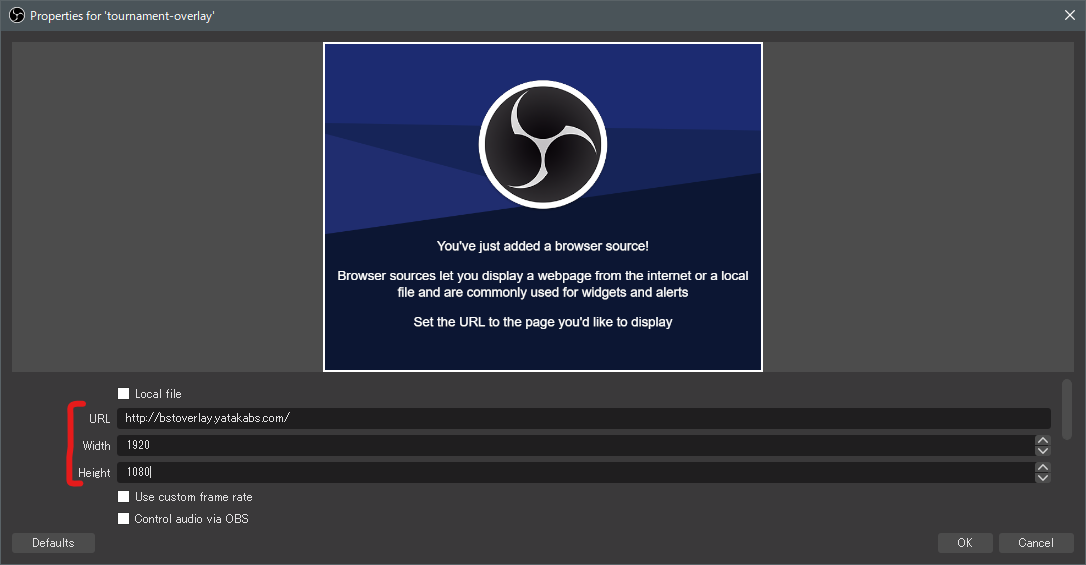 Properties for 'tournament-overlay'
You've just added a browser source!
Browser sources let you display a webpage from the internet or a local
file and are commonly used for widgets and alerts
Set the URL to the page you'd like to display
Local file
URL http://bstoverlay.yatakabs.com/
Width 1920
Height 1080
Use custom frame rate
Control audio via OBS
Defaults OK Cancel